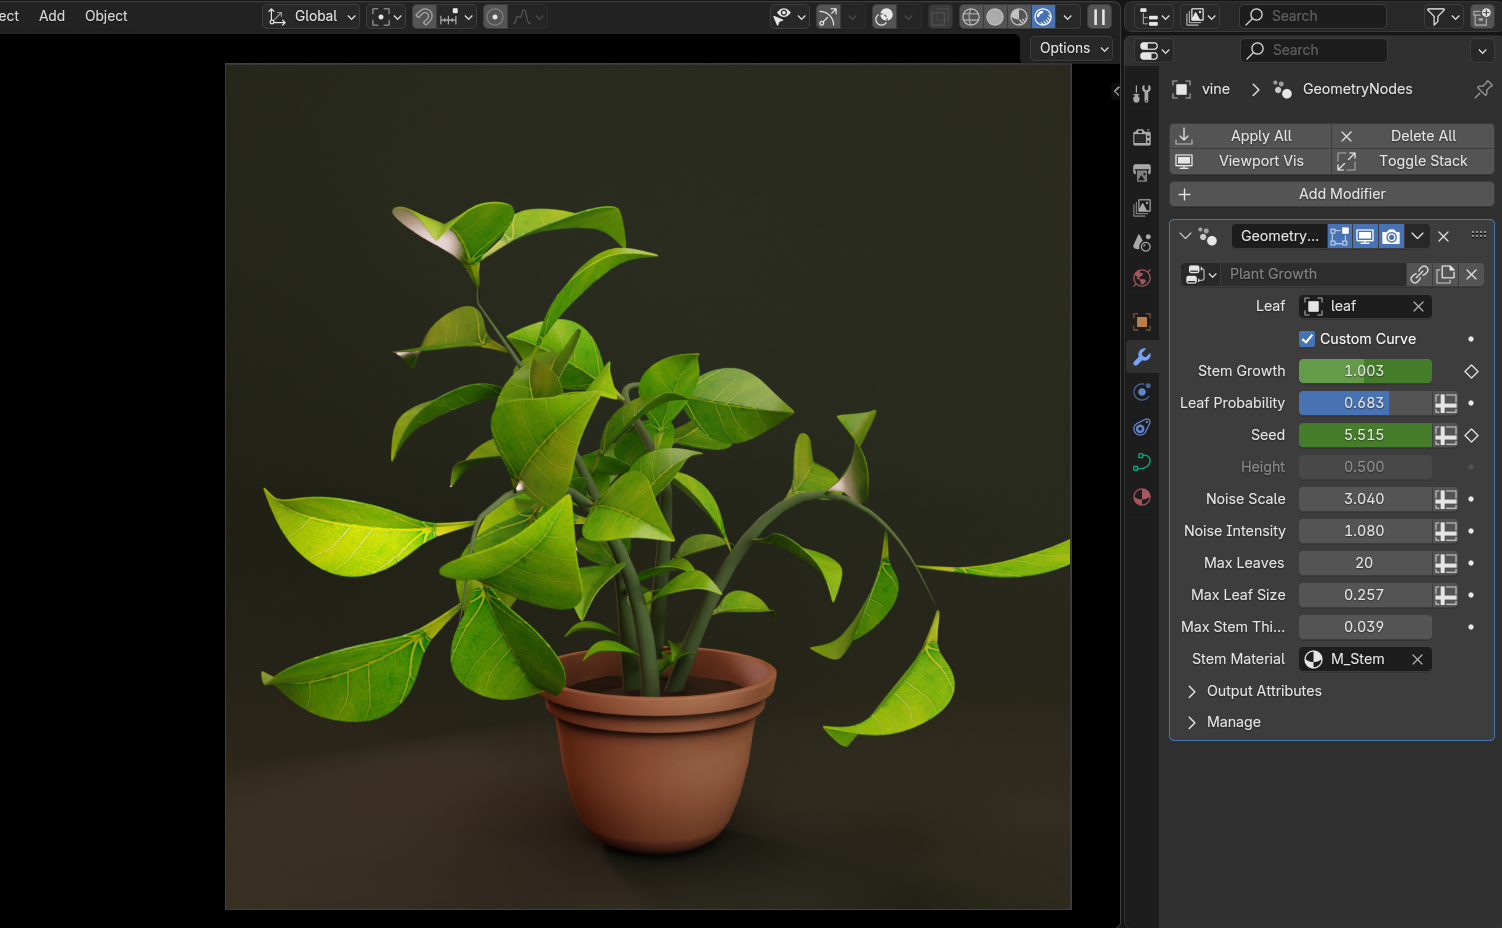 ect Add Object Global
Search
Options
Search
vine > GeometryNodes
Apply All
Delete All
Viewport Vis
Toggle Stack
Add Modifier
Geometry...
Plant Growth
Leaf leaf
Custom Curve
Stem Growth 1.003
Leaf Probability 0.683
Seed 5.515
Height 0.500
Noise Scale 3.040
Noise Intensity 1.080
Max Leaves 20
Max Leaf Size 0.257
Max Stem Thi... 0.039
Stem Material M_Stem
Output Attributes
Manage